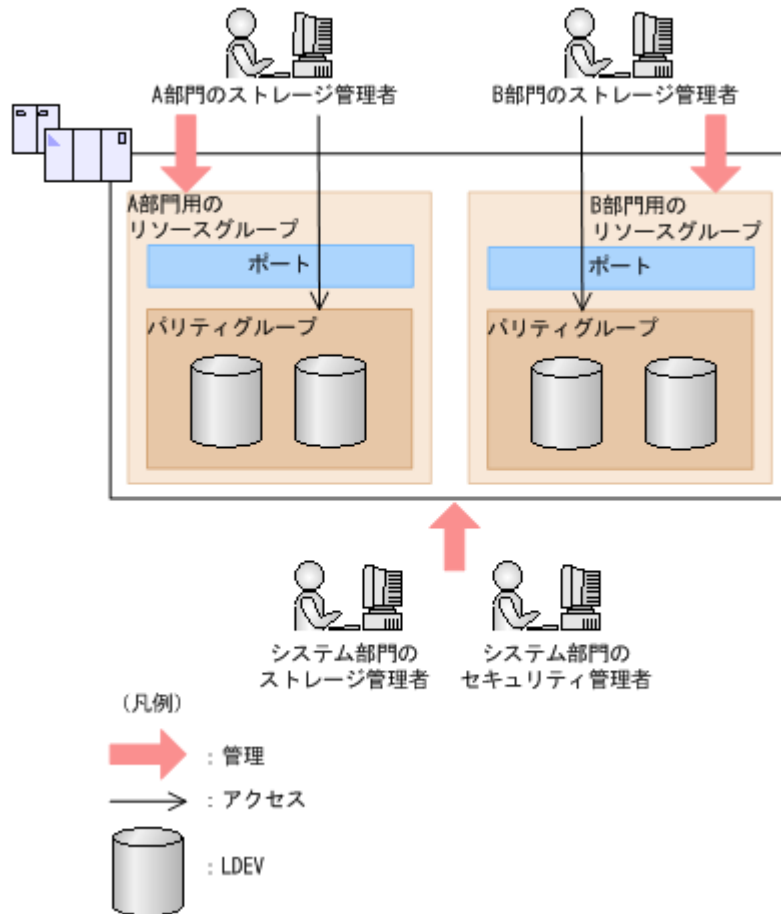 A部門のストレージ管理者
B部門のストレージ管理者
A部門用の
リソースグループ
ポート
パリティグループ
B部門用の
リソースグループ
ポート
パリティグループ
システム部門の
ストレージ管理者
システム部門の
セキュリティ管理者
(凡例)
:管理
:アクセス
:LDEV